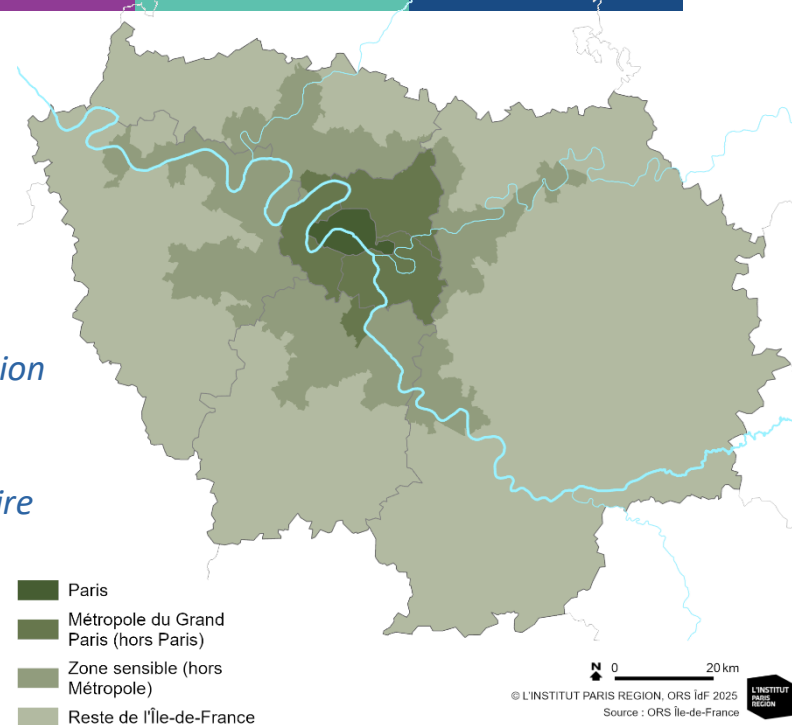 ion
ire
Paris
Métropole du Grand
Paris (hors Paris)
Zone sensible (hors
Métropole)
Reste de l'Île-de-France
N 0 20 km
© L'INSTITUT PARIS REGION, ORS ÎdF 2025
Source : ORS Île-de-France
L'INSTITUT
PARIS
REGION